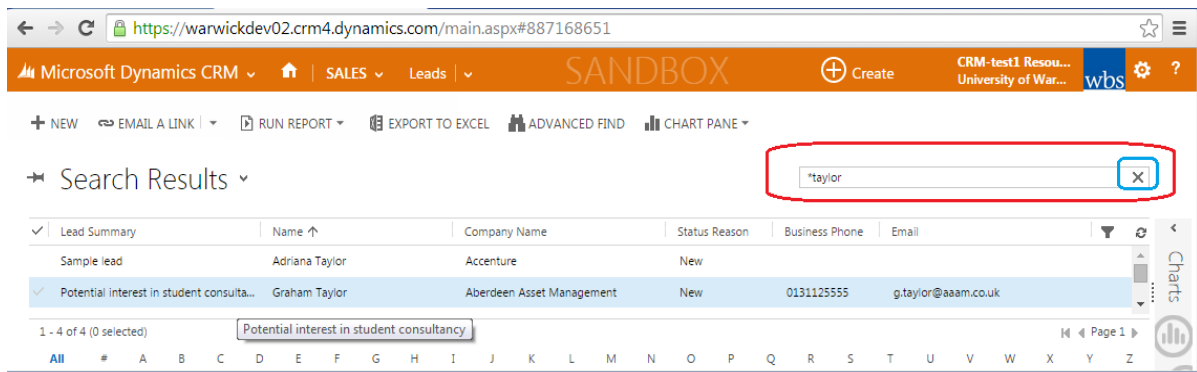 https://warwickdev02.crm4.dynamics.com/main.aspx#887168651
Microsoft Dynamics CRM SALES Leads SANDBOX Create CRM-test1 Resou... University of War... wbs ?
NEW EMAIL A LINK RUN REPORT EXPORT TO EXCEL ADVANCED FIND CHART PANE
Search Results *taylor
Lead Summary Name Company Name Status Reason Business Phone Email
Sample lead Adriana Taylor Accenture New
Potential interest in student consulta... Graham Taylor Aberdeen Asset Management New 0131125555 g.taylor@aaam.co.uk
Charts
1 - 4 of 4 (0 selected) Potential interest in student consultancy Page 1
All # A B C D E F G H I J K L M N O P Q R S T U V W X Y Z